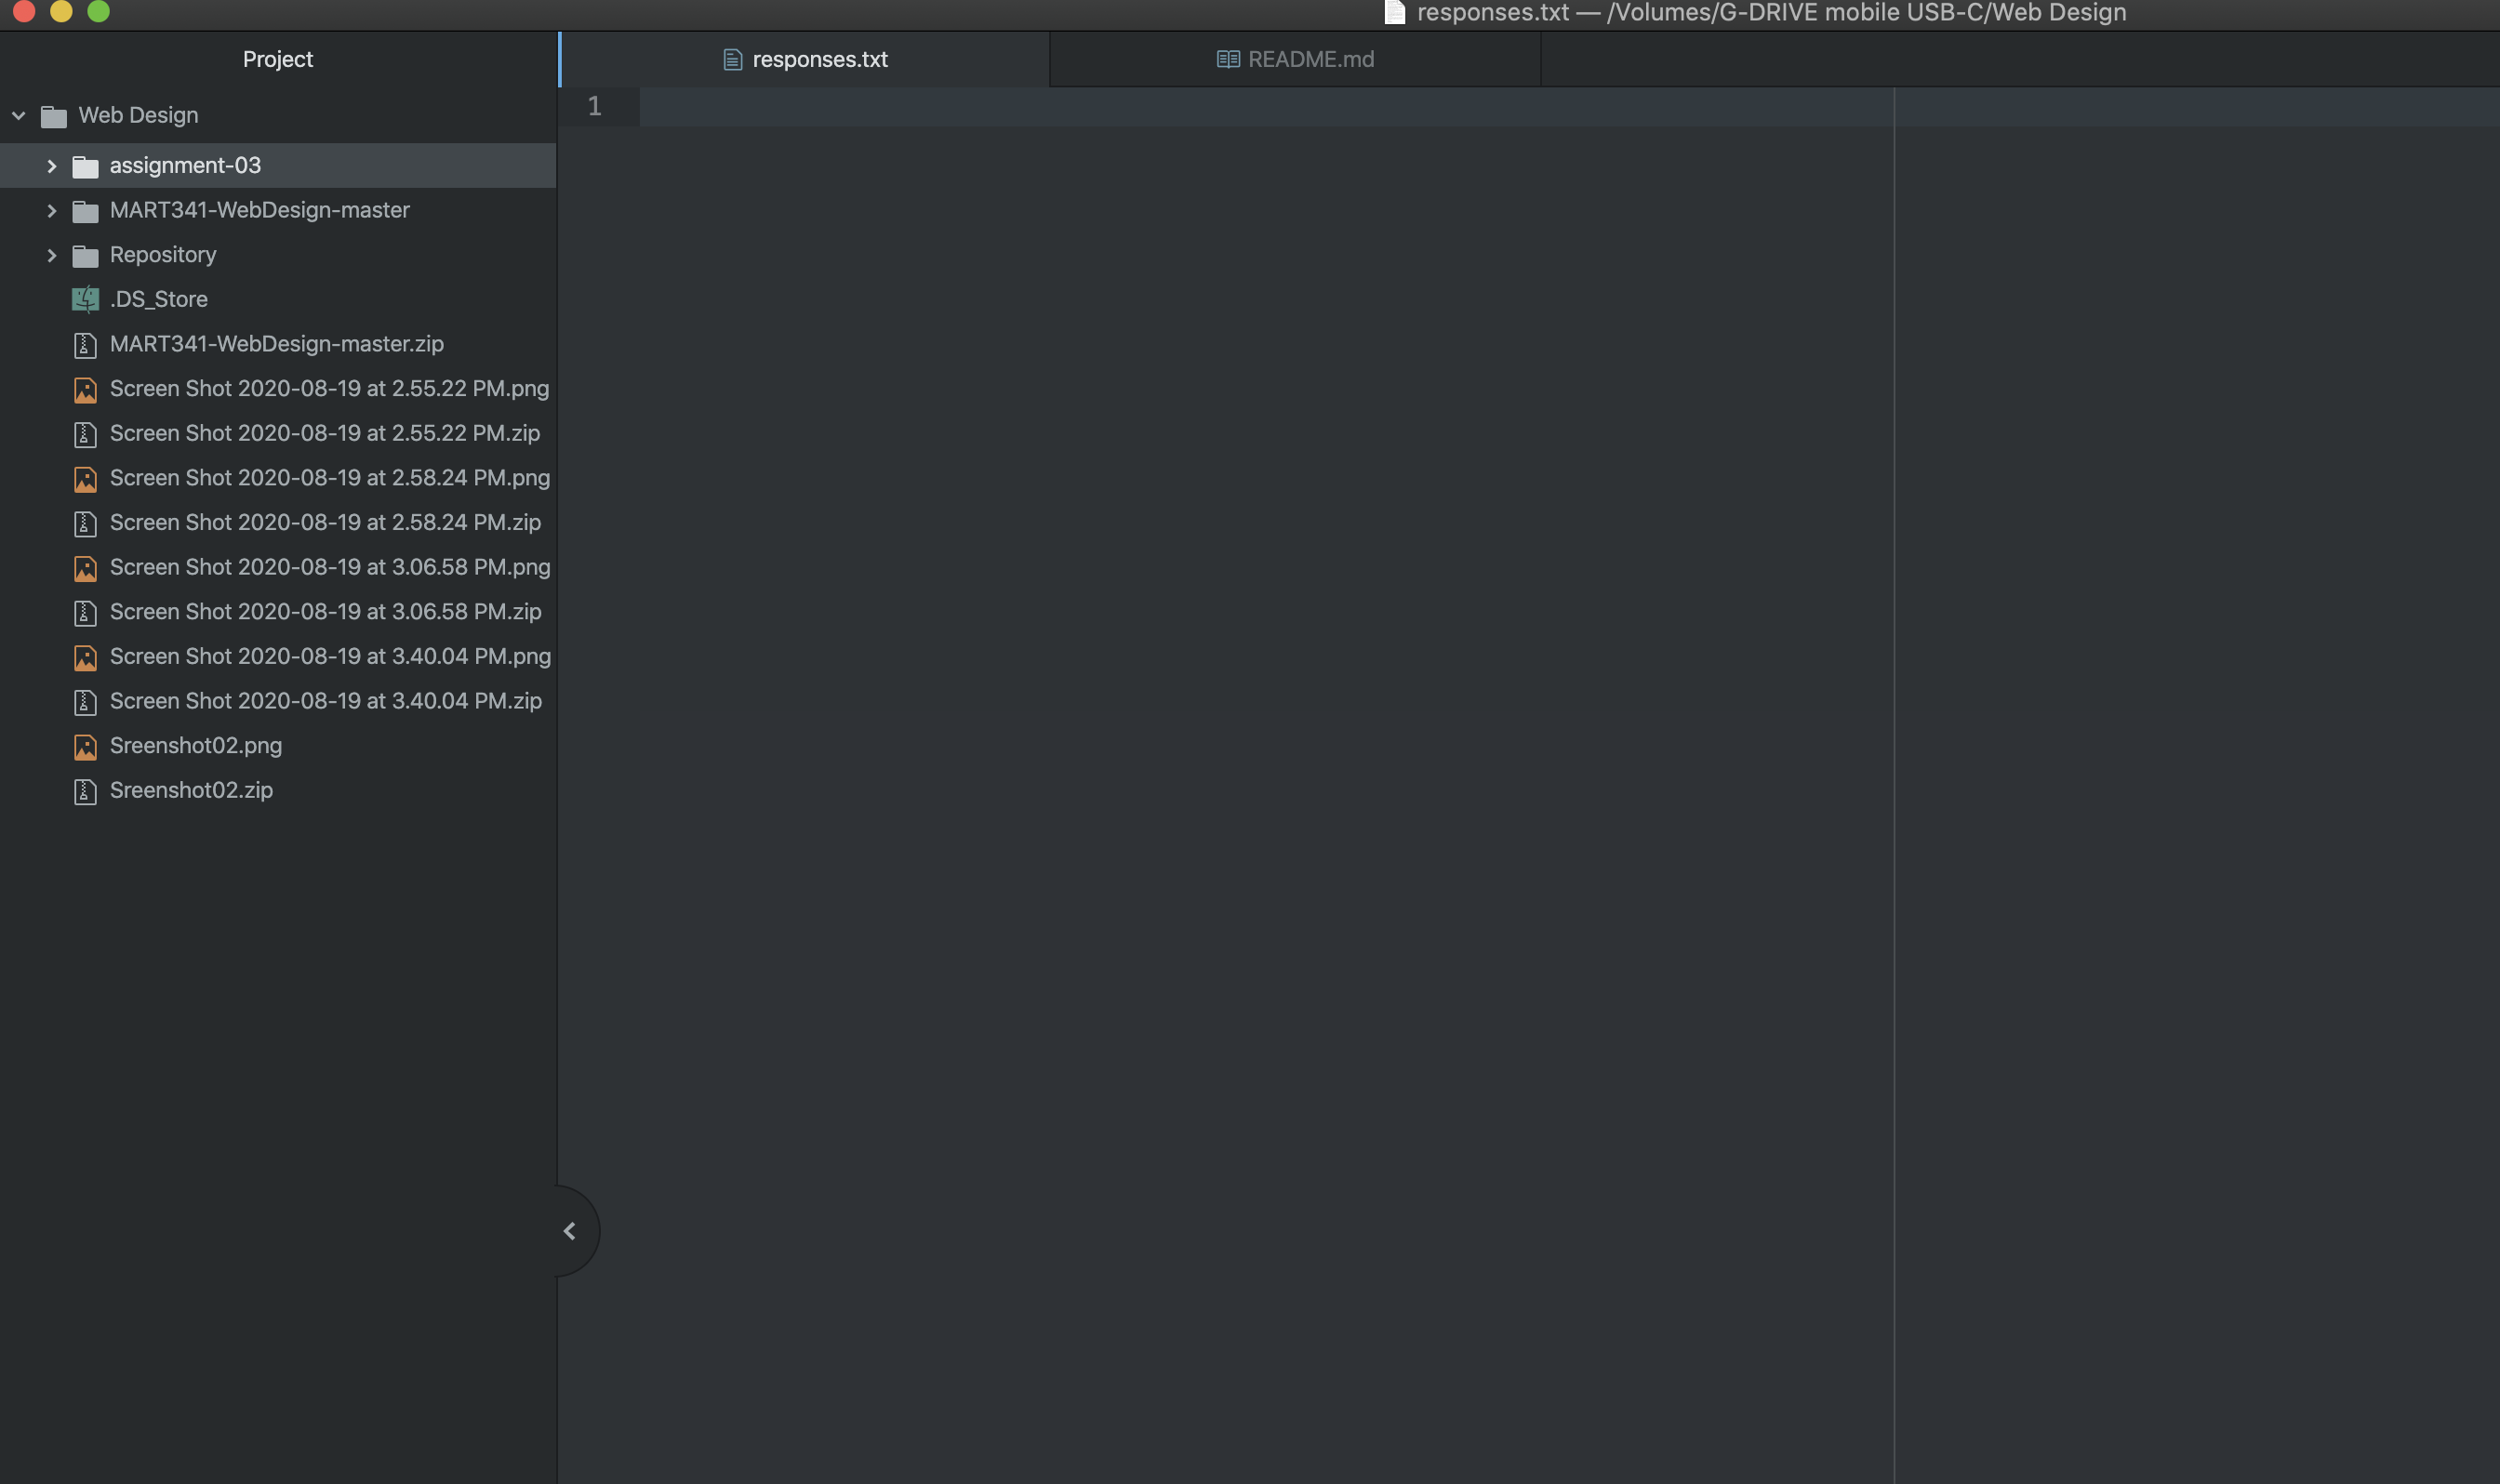 responses.txt — /Volumes/G-DRIVE mobile USB-C/Web Design
Project
responses.txt
README.md
Web Design
1
assignment-03
MART341-WebDesign-master
Repository
.DS_Store
MART341-WebDesign-master.zip
Screen Shot 2020-08-19 at 2.55.22 PM.png
Screen Shot 2020-08-19 at 2.55.22 PM.zip
Screen Shot 2020-08-19 at 2.58.24 PM.png
Screen Shot 2020-08-19 at 2.58.24 PM.zip
Screen Shot 2020-08-19 at 3.06.58 PM.png
Screen Shot 2020-08-19 at 3.06.58 PM.zip
Screen Shot 2020-08-19 at 3.40.04 PM.png
Screen Shot 2020-08-19 at 3.40.04 PM.zip
Sreenshot02.png
Sreenshot02.zip